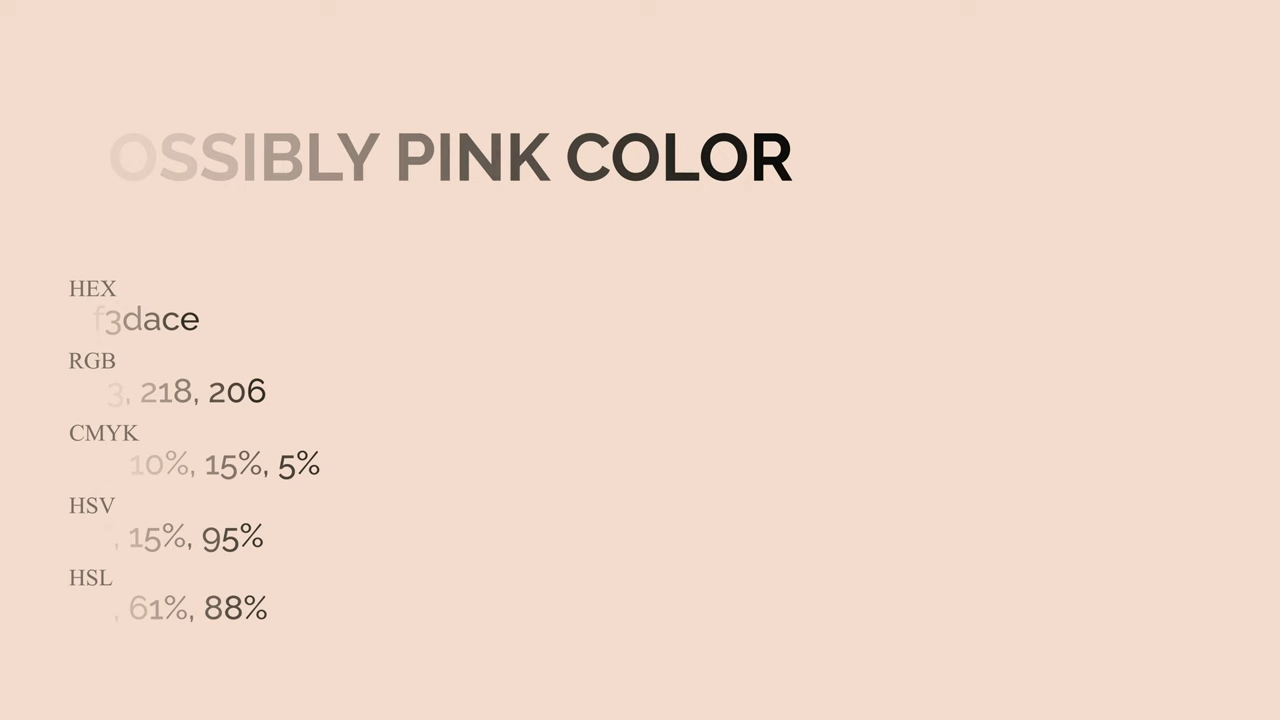 OSSIBLY PINK COLOR
HEX
f3dace
RGB
3, 218, 206
CMYK
10%, 15%, 5%
HSV
°, 15%, 95%
HSL
, 61%, 88%